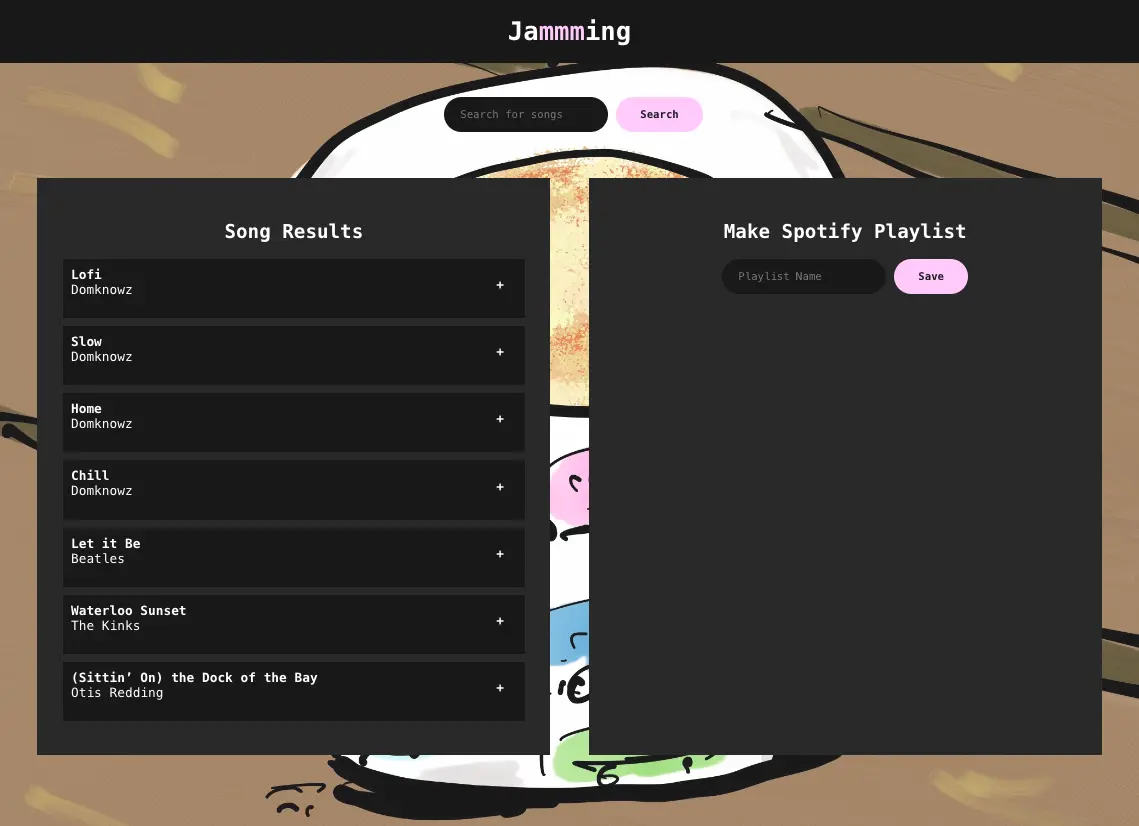 Jammming
Search for songs
Search
Song Results
Lofi
Domknowz
+
Slow
Domknowz
+
Home
Domknowz
+
Chill
Domknowz
+
Let it Be
Beatles
+
Waterloo Sunset
The Kinks
+
(Sittin’ On) the Dock of the Bay
Otis Redding
+
Make Spotify Playlist
Playlist Name
Save